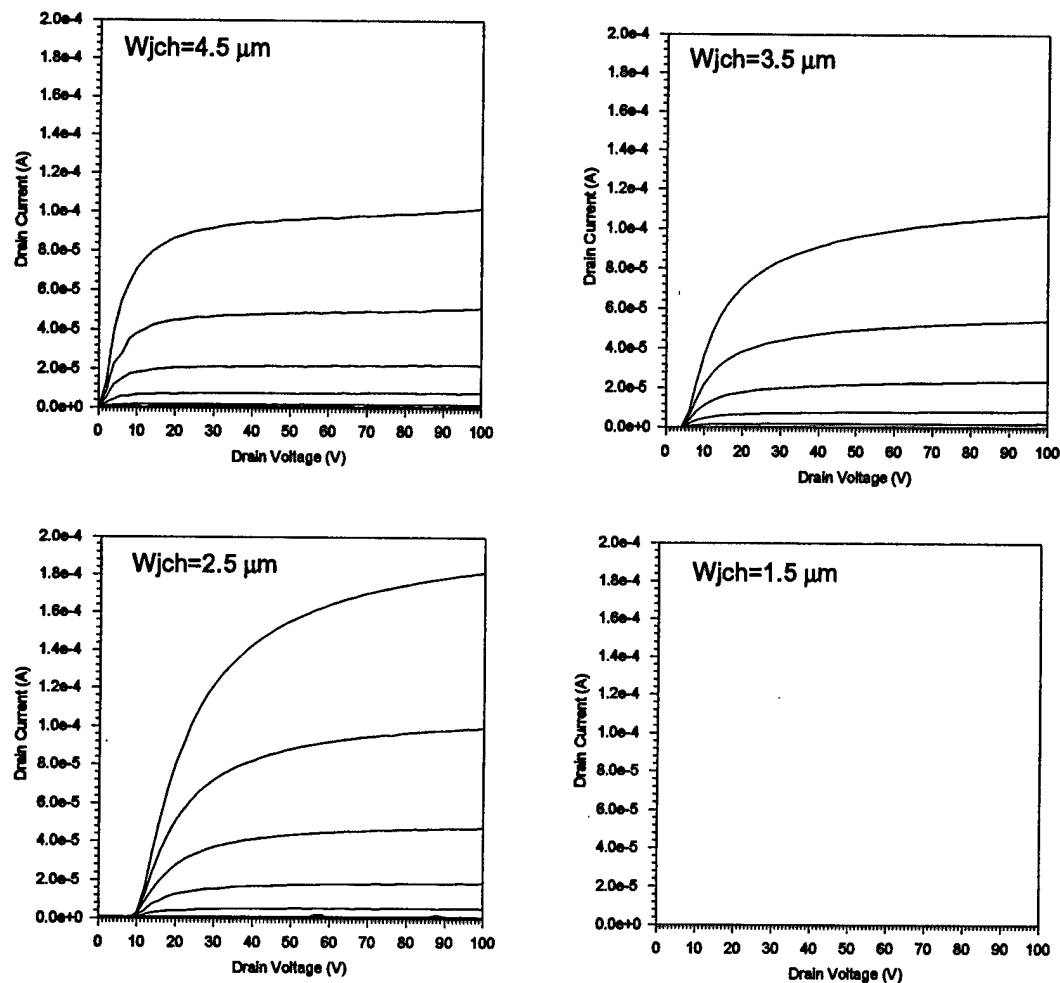 Wjch=4.5 µm
2.0e-4
1.8e-4
1.6e-4
1.4e-4
1.2e-4
1.0e-4
8.0e-5
6.0e-5
4.0e-5
2.0e-5
0.0e+0
Drain Current (A)
0 10 20 30 40 50 60 70 80 90 100
Drain Voltage (V)
Wjch=3.5 µm
2.0e-4
1.8e-4
1.6e-4
1.4e-4
1.2e-4
1.0e-4
8.0e-5
6.0e-5
4.0e-5
2.0e-5
0.0e+0
Drain Current (A)
0 10 20 30 40 50 60 70 80 90 100
Drain Voltage (V)
Wjch=2.5 µm
2.0e-4
1.8e-4
1.6e-4
1.4e-4
1.2e-4
1.0e-4
8.0e-5
6.0e-5
4.0e-5
2.0e-5
0.0e+0
Drain Current (A)
0 10 20 30 40 50 60 70 80 90 100
Drain Voltage (V)
Wjch=1.5 µm
2.0e-4
1.8e-4
1.6e-4
1.4e-4
1.2e-4
1.0e-4
8.0e-5
6.0e-5
4.0e-5
2.0e-5
0.0e+0
Drain Current (A)
0 10 20 30 40 50 60 70 80 90 100
Drain Voltage (V)